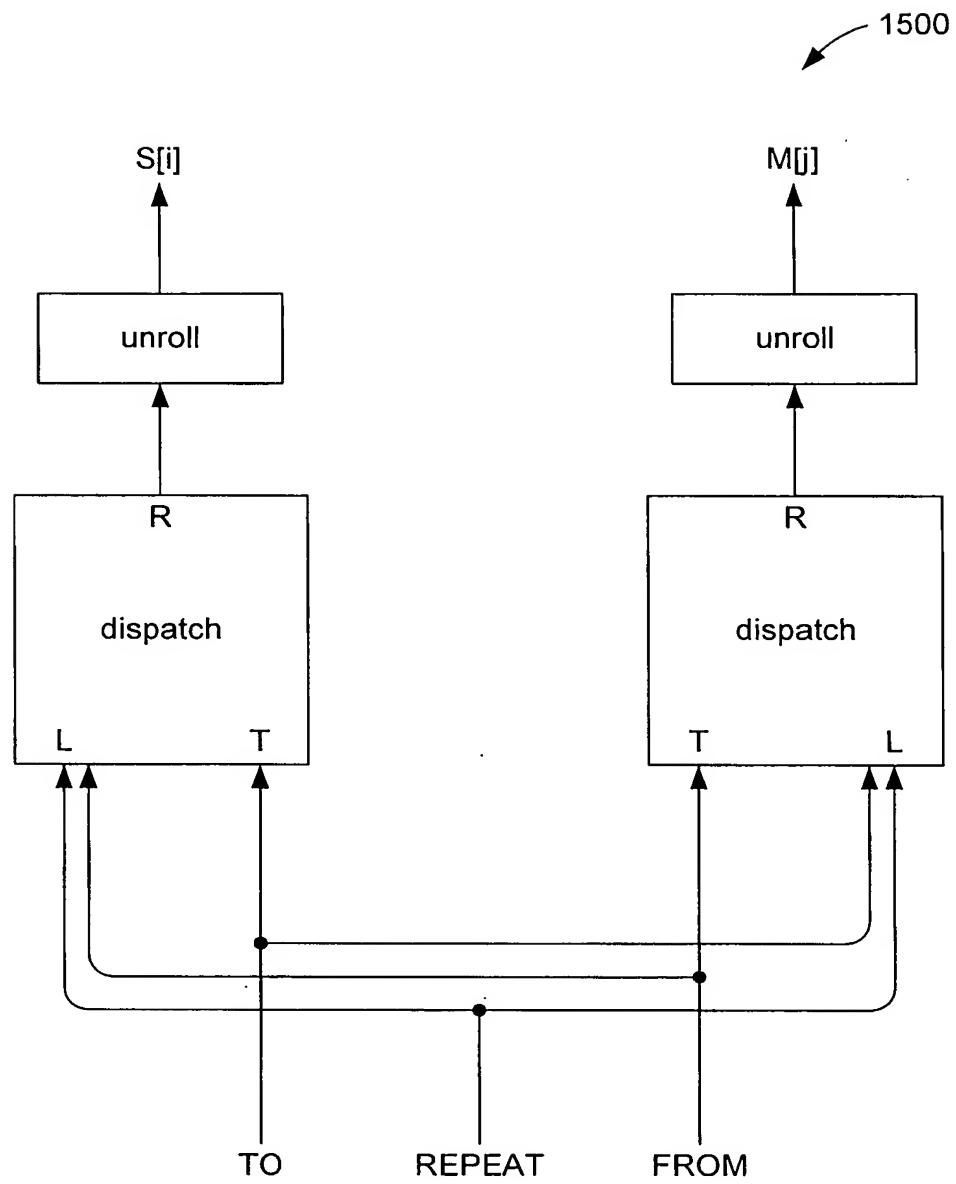 1500
S[i] M[j]
unroll unroll
R R
dispatch dispatch
L T T L
TO REPEAT FROM